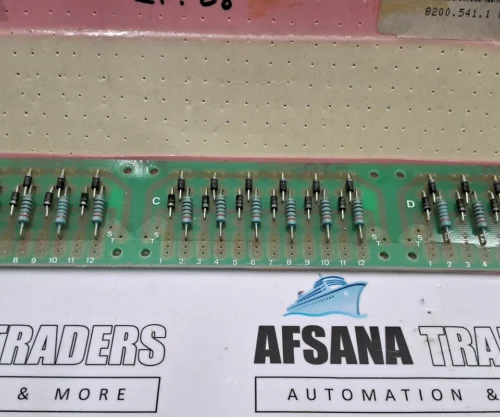 8200.541.1
C
D
S
T
S
T
S
T
8 9 10 11 12
1 2 3 4 5 6 7 8 9 10 11 12
1 2 3 4
TRADERS
AFSANA TRA
& MORE
AUTOMATION &